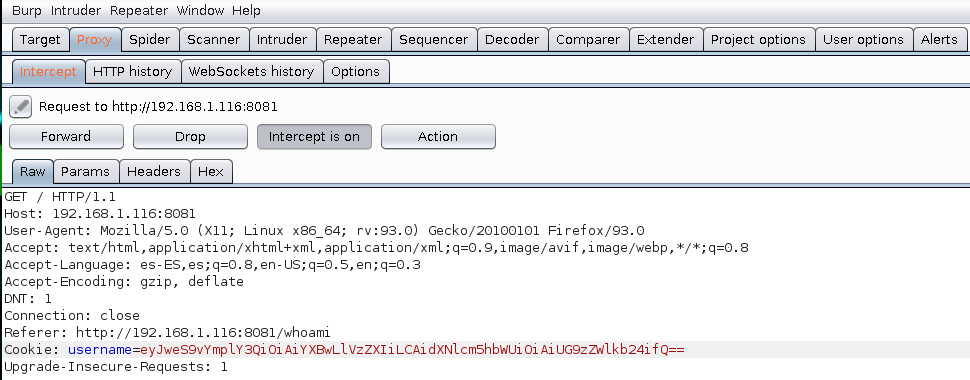 Burp Intruder Repeater Window Help
Target Proxy Spider Scanner Intruder Repeater Sequencer Decoder Comparer Extender Project options User options Alerts
Intercept HTTP history WebSockets history Options
Request to http://192.168.1.116:8081
Forward Drop Intercept is on Action
Raw Params Headers Hex
GET / HTTP/1.1
Host: 192.168.1.116:8081
User-Agent: Mozilla/5.0 (X11; Linux x86_64; rv:93.0) Gecko/20100101 Firefox/93.0
Accept: text/html,application/xhtml+xml,application/xml;q=0.9,image/avif,image/webp,*/*;q=0.8
Accept-Language: es-ES,es;q=0.8,en-US;q=0.5,en;q=0.3
Accept-Encoding: gzip, deflate
DNT: 1
Connection: close
Referer: http://192.168.1.116:8081/whoami
Cookie: username=eyJweS9vYmplY3QiOiAiYXBwLlVzZXIiLCAidXNlcm5hbWUiOiAiUG9zZWlkb24ifQ==
Upgrade-Insecure-Requests: 1